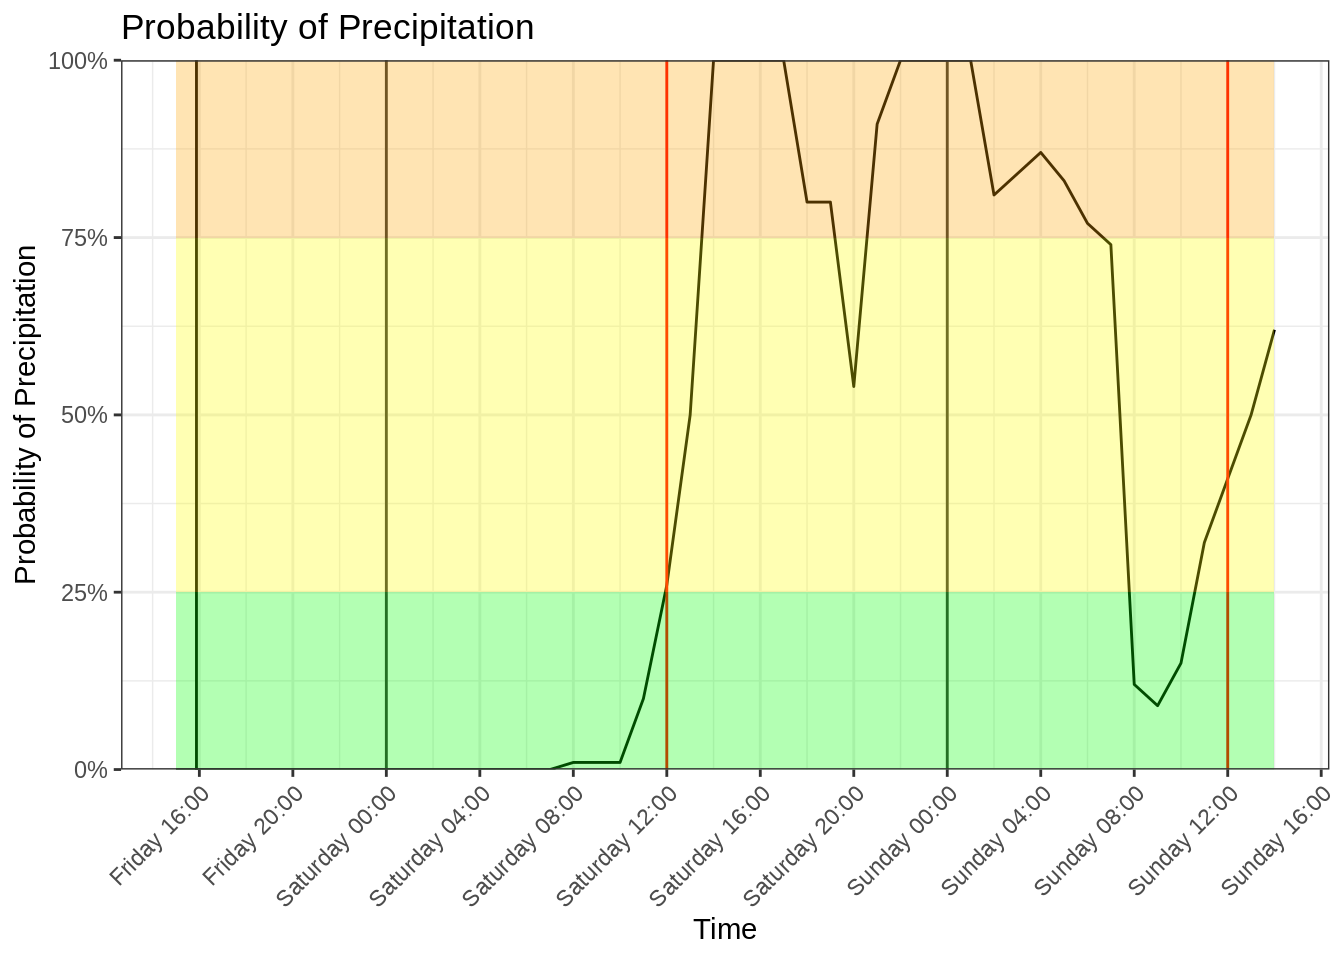 Probability of Precipitation
100%
75%
50%
25%
0%
Probability of Precipitation
Friday 16:00
Friday 20:00
Saturday 00:00
Saturday 04:00
Saturday 08:00
Saturday 12:00
Saturday 16:00
Saturday 20:00
Sunday 00:00
Sunday 04:00
Sunday 08:00
Sunday 12:00
Sunday 16:00
Time